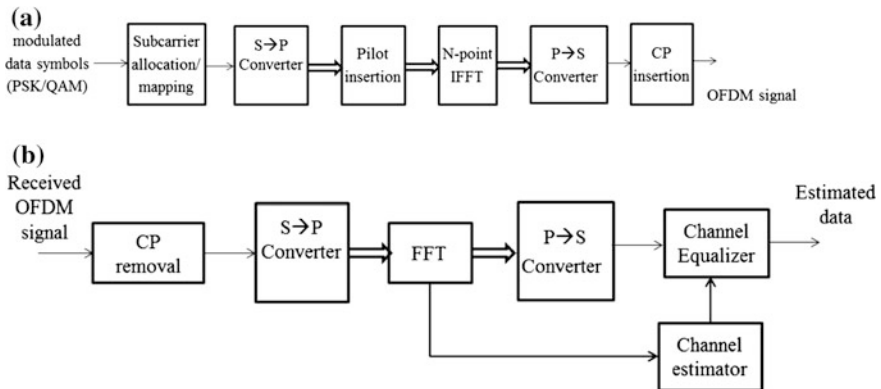 (a)
modulated
data symbols
(PSK/QAM)
Subcarrier
allocation/
mapping
S→P
Converter
Pilot
insertion
N-point
IFFT
P→S
Converter
CP
insertion
OFDM signal
(b)
Received
OFDM
signal
CP
removal
S→P
Converter
FFT
P→S
Converter
Channel
Equalizer
Estimated
data
Channel
estimator